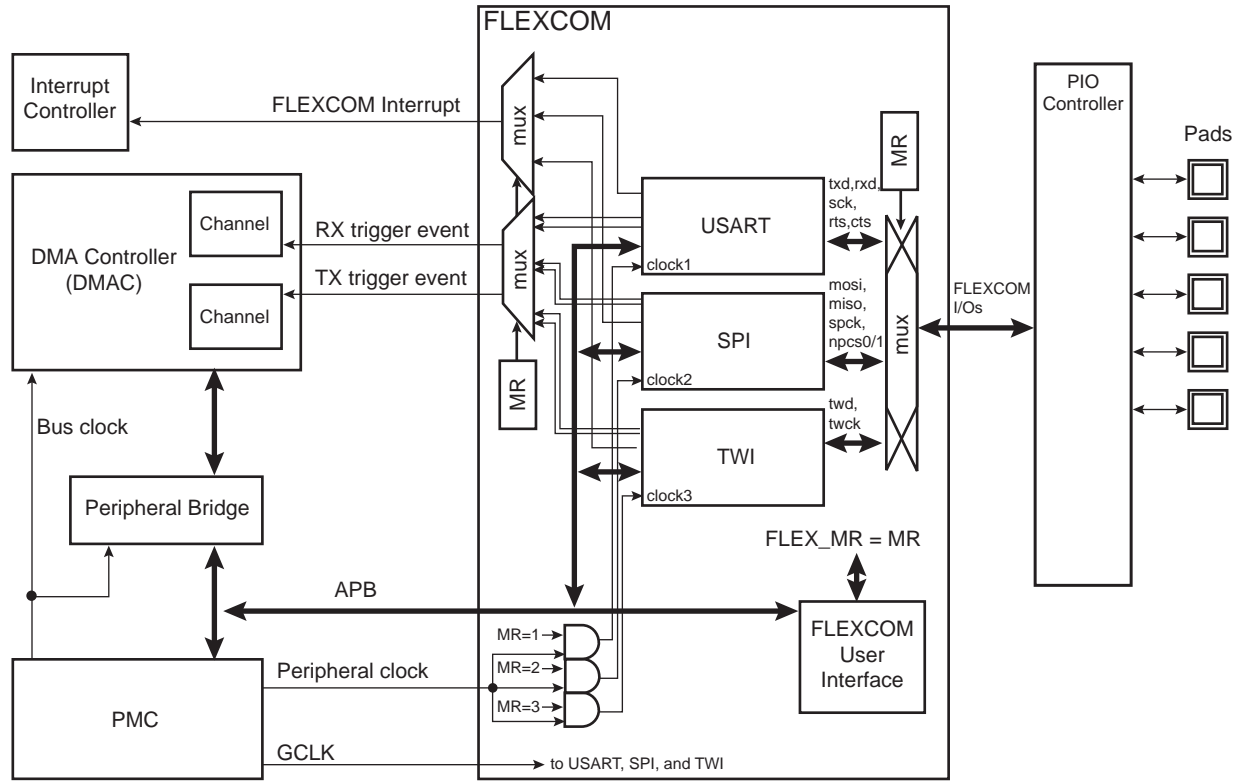 FLEXCOM
Interrupt
Controller
FLEXCOM Interrupt
mux
MR
PIO
Controller
Pads
DMA Controller
(DMAC)
Channel
Channel
RX trigger event
TX trigger event
mux
MR
USART
clock1
txd,rxd,
sck,
rts,cts
SPI
clock2
mosi,
miso,
spck,
npcs0/1
mux
FLEXCOM
I/Os
TWI
clock3
twd,
twck
Bus clock
Peripheral Bridge
FLEX_MR = MR
APB
FLEXCOM
User
Interface
MR=1
MR=2
MR=3
Peripheral clock
PMC
GCLK
to USART, SPI, and TWI